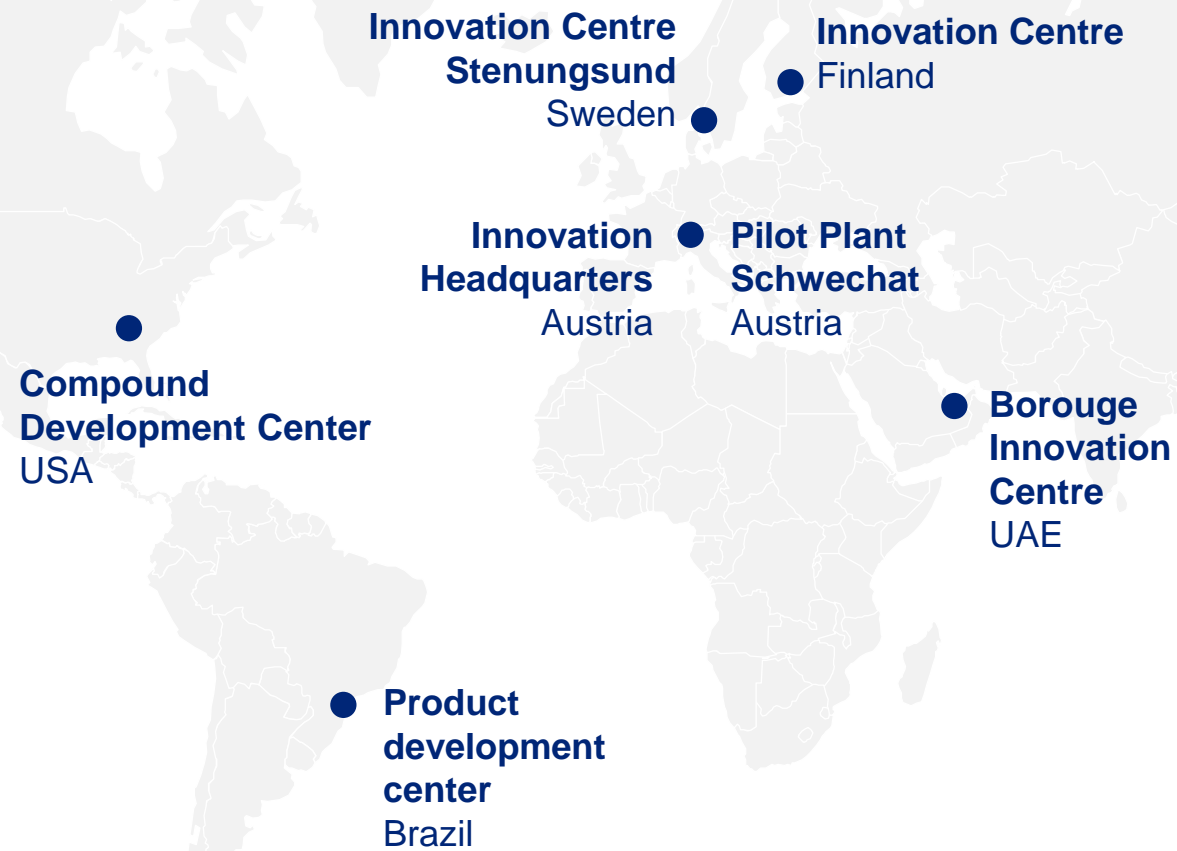 Innovation Centre
Stenungsund
Sweden
Innovation Centre
Finland
Innovation
Headquarters
Austria
Pilot Plant
Schwechat
Austria
Compound
Development Center
USA
Borouge
Innovation
Centre
UAE
Product
development
center
Brazil